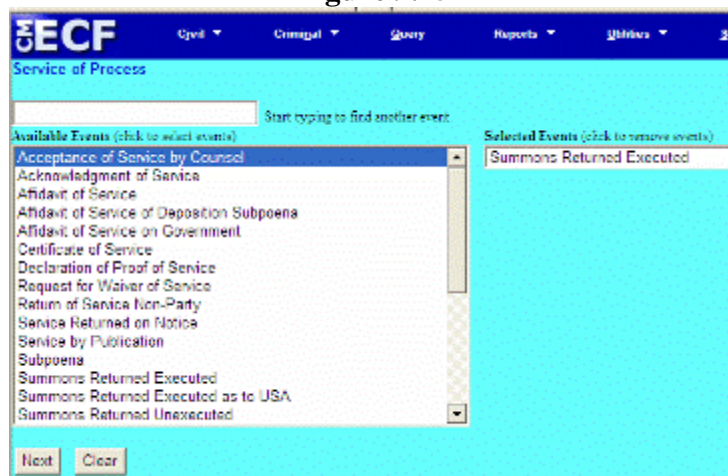 CM ECF Civil Criminal Query Reports Utilities
Service of Process
Start typing to find another event
Available Events (click to select events) Selected Events (click to remove events)
Acceptance of Service by Counsel
Summons Returned Executed
Acknowledgment of Service
Affidavit of Service
Affidavit of Service of Deposition Subpoena
Affidavit of Service on Government
Certificate of Service
Declaration of Proof of Service
Request for Waiver of Service
Return of Service Non-Party
Service Returned on Notice
Service by Publication
Subpoena
Summons Returned Executed
Summons Returned Executed as to USA
Summons Returned Unexecuted
Next Clear